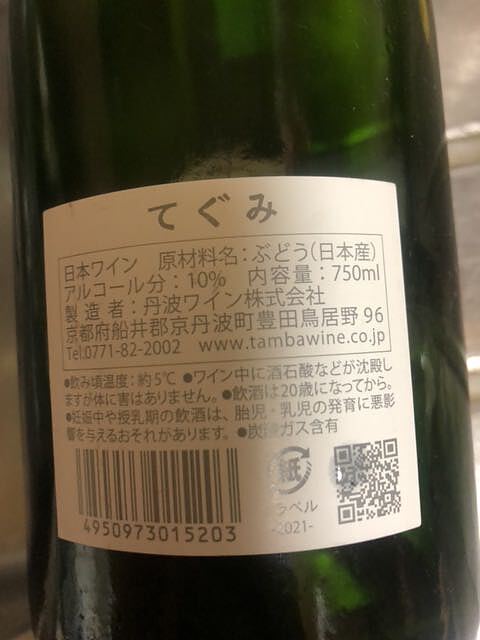 てぐみ
日本ワイン 原材料名:ぶどう(日本産)
アルコール分:10% 内容量:750ml
製造者:丹波ワイン株式会社
京都府船井郡京丹波町豊田鳥居野 96
Tel.0771-82-2002 www.tambawine.co.jp
●飲み頃温度:約5℃ ●ワイン中に酒石酸などが沈殿し
ますが体に害はありません。●飲酒は20歳になってから。
●妊娠中や授乳期の飲酒は、胎児・乳児の発育に悪影
響を与えるおそれがあります。●炭酸ガス含有
紙
ラベル
-2021-
4950973015203